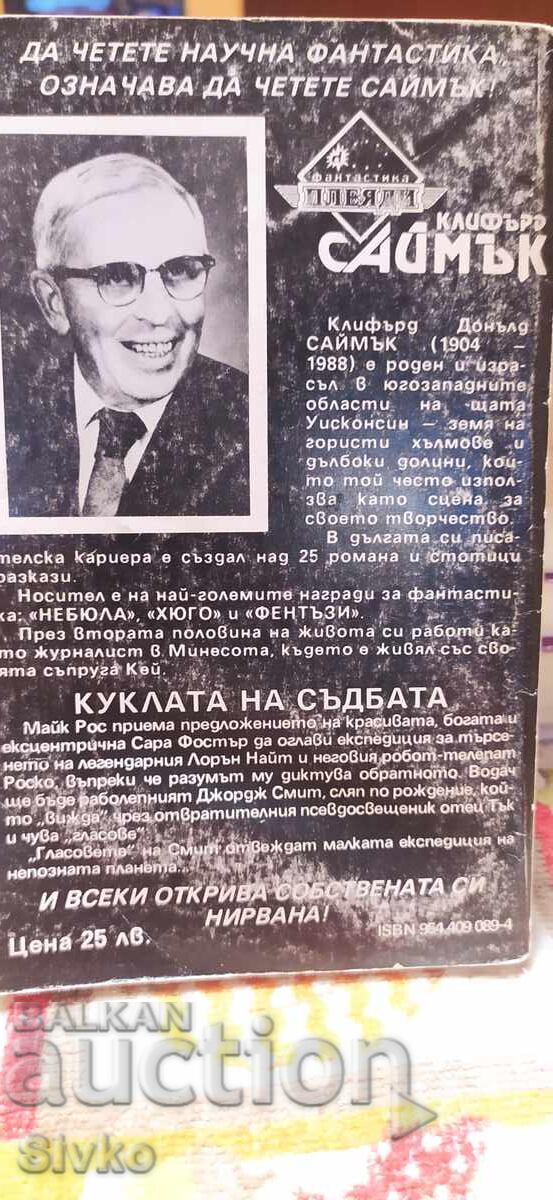 ДА ЧЕТЕТЕ НАУЧНА ФАНТАСТИКА,
ОЗНАЧАВА ДА ЧЕТЕТЕ САЙМЪК!
фантастика
ПЛЕЯДИ
КЛИФЪРД
САЙМЪК
Клифърд Доналд
САЙМЪК (1904 –
1988) е роден и израс-
ъл в югозападните
области на щата
Уисконсин – земя на
гористи хълмове и
дълбоки долини, кои-
то той често използ-
ва като сцена за
своето творчество.
В дългата си писа-
телска кариера е създал над 25 романа и стотици
разкази.
Носител е на най-големите награди за фантасти-
ка: «НЕБЮЛА», «ХЮГО» и «ФЕНТЪЗИ».
През втората половина на живота си работи ка-
то журналист в Минесота, където е живял със сво-
ята съпруга Кей.
КУКЛАТА НА СЪДБАТА
Майк Рос приема предложението на красивата, богата и
ексцентрична Сара Фостър да оглави експедиция за търсе-
нето на легендарния Лорън Найт и неговия робот-телепат
Роско, въпреки че разумът му диктува обратното. Водач
ще бъде раболепният Джордж Смит, сляп по рождение, кой-
то „вижда" чрез отвратителния псевдосвещеник отец Тък
и чува „гласове"
„Гласовете" на Смит отвеждат малката експедиция на
непозната планета...
И ВСЕКИ ОТКРИВА СОБСТВЕНАТА СИ
НИРВАНА!
Цена 25 лв.
ISBN 954 409 089-4
BALKAN
auction
Sivko